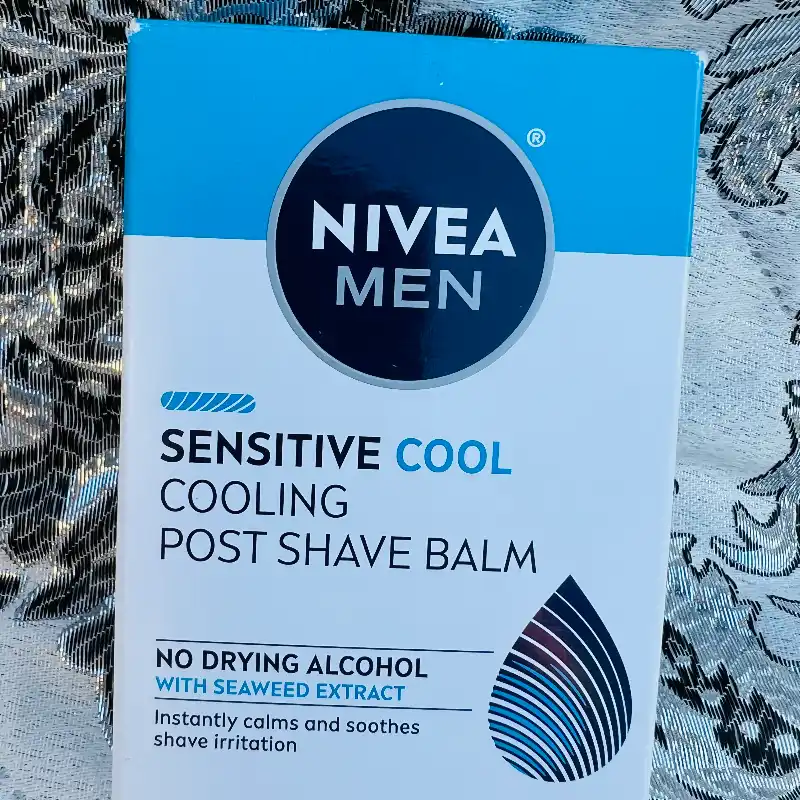 ®
NIVEA
MEN
SENSITIVE COOL
COOLING
POST SHAVE BALM
NO DRYING ALCOHOL
WITH SEAWEED EXTRACT
Instantly calms and soothes
shave irritation